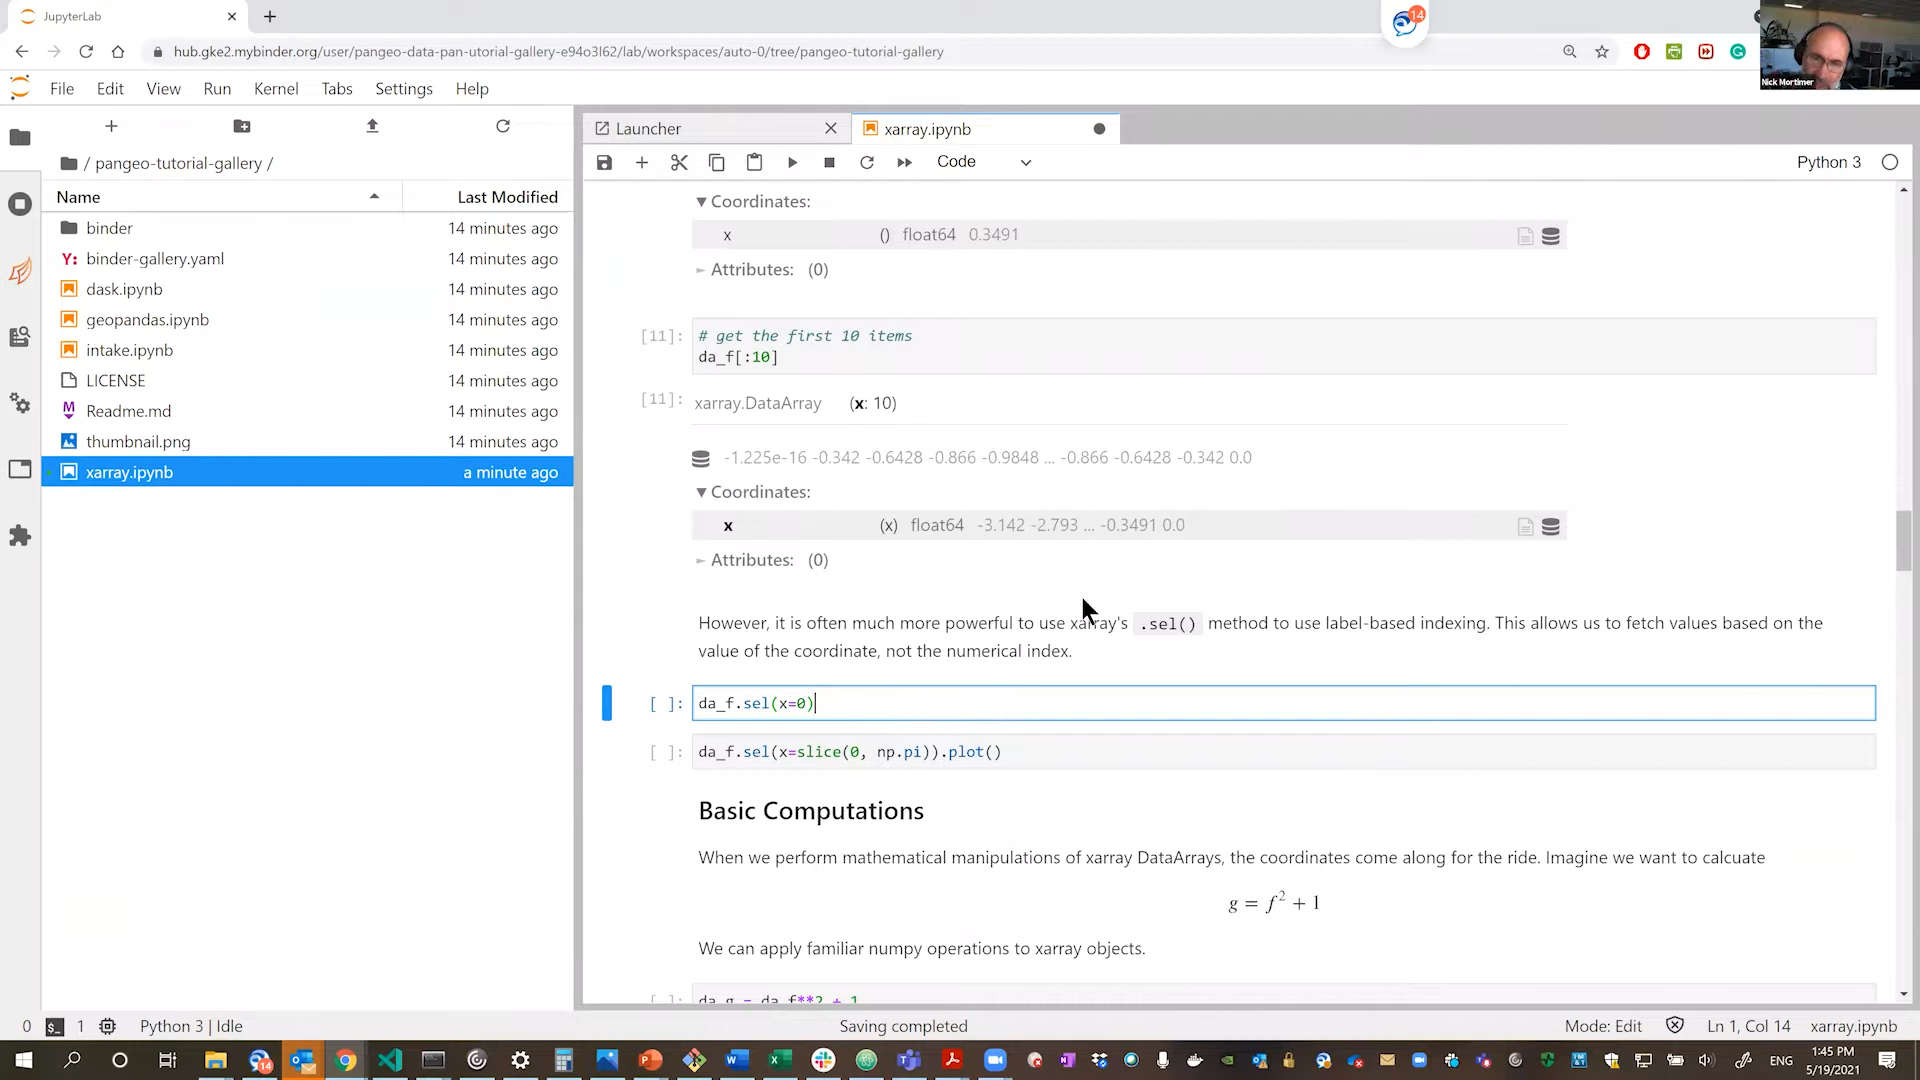 JupyterLab
14
hub.gke2.mybinder.org/user/pangeo-data-pan-utorial-gallery-e94o3l62/lab/workspaces/auto-0/tree/pangeo-tutorial-gallery
Nick Mortimer
File Edit View Run Kernel Tabs Settings Help
Launcher
xarray.ipynb
/ pangeo-tutorial-gallery /
Code
Python 3
Name Last Modified
binder 14 minutes ago
binder-gallery.yaml 14 minutes ago
dask.ipynb 14 minutes ago
geopandas.ipynb 14 minutes ago
intake.ipynb 14 minutes ago
LICENSE 14 minutes ago
Readme.md 14 minutes ago
thumbnail.png 14 minutes ago
xarray.ipynb a minute ago
Coordinates:
x () float64 0.3491
Attributes: (0)
[11]: # get the first 10 items
da_f[:10]
[11]: xarray.DataArray (x: 10)
-1.225e-16 -0.342 -0.6428 -0.866 -0.9848 ... -0.866 -0.6428 -0.342 0.0
Coordinates:
x (x) float64 -3.142 -2.793 ... -0.3491 0.0
Attributes: (0)
However, it is often much more powerful to use xarray's .sel() method to use label-based indexing. This allows us to fetch values based on the
value of the coordinate, not the numerical index.
[ ]: da_f.sel(x=0)
[ ]: da_f.sel(x=slice(0, np.pi)).plot()
Basic Computations
When we perform mathematical manipulations of xarray DataArrays, the coordinates come along for the ride. Imagine we want to calcuate
g = f² + 1
We can apply familiar numpy operations to xarray objects.
[ ]: da_g = da_f**2 + 1
0 1 Python 3 | Idle Saving completed Mode: Edit Ln 1, Col 14 xarray.ipynb
14
ENG
1:45 PM
5/19/2021